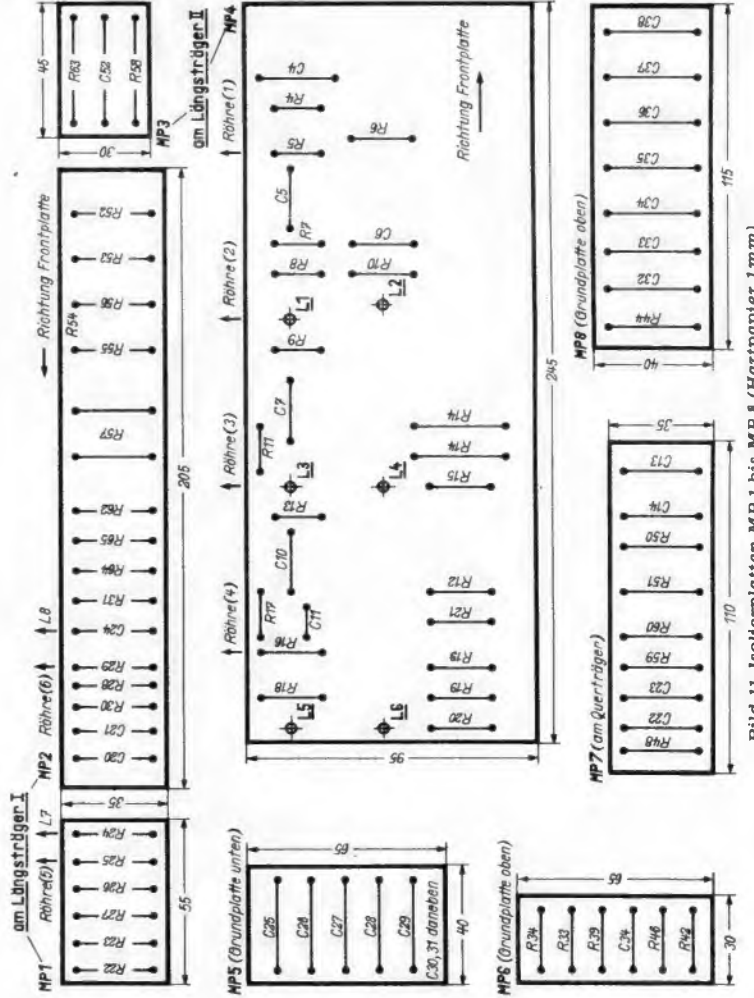 am Längsträger I
MP1
Röhre(5)
L7
R22
R23
R27
R26
R25
R24
55
35
MP2
Röhre(6)
L8
Richtung Frontplatte
C20
C21
R30
R28
R29
C24
R31
R64
R65
R62
R57
R55
R54
R56
R53
R52
205
45
R63
C52
R58
30
MP3
am Längsträger II
MP4
Röhre(4)
Röhre(3)
Röhre(2)
Röhre(1)
C4
R4
R5
R6
C5
R7
C6
R8
R10
L1
L2
R9
C7
R11
R14
R14
L3
L4
R15
R13
C10
R17
C11
R12
R21
R16
R19
R18
R19
L5
L6
R20
Richtung Frontplatte
95
245
MP5 (Grundplatte unten)
C25
C26
C27
C28
C29
C30,31 daneben
65
40
MP6 (Grundplatte oben)
R34
R33
R39
C34
R46
R42
65
30
MP7 (am Querträger)
R48
C22
C23
R59
R60
R51
R50
C14
C13
35
110
MP8 (Grundplatte oben)
R44
C32
C33
C34
C35
C36
C37
C38
40
115
Bild 11 Isolierplatten MP1 bis MP8 (Hartpapier 1mm)